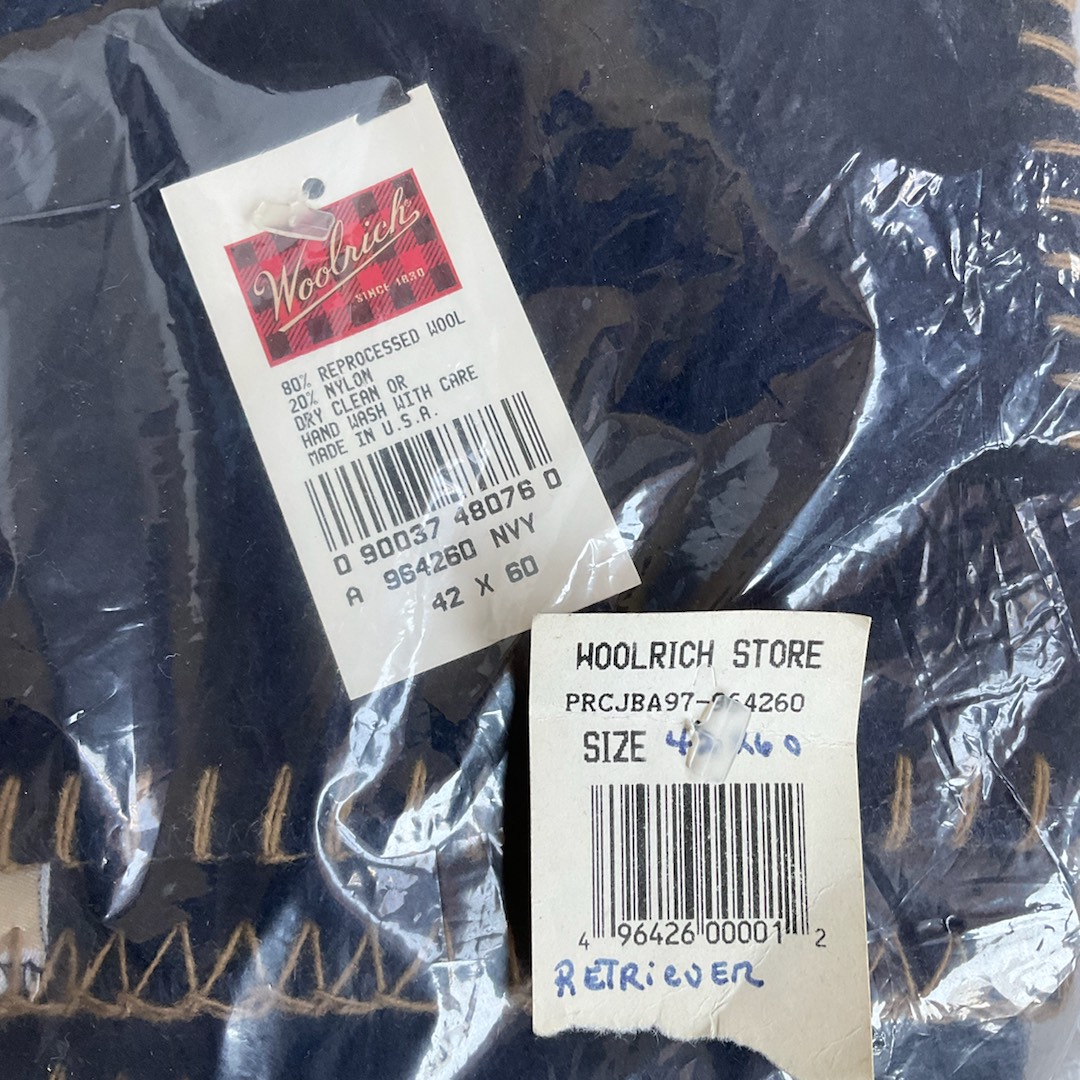 Woolrich®
SINCE 1830
80% REPROCESSED WOOL
20% NYLON
DRY CLEAN OR
HAND WASH WITH CARE
MADE IN U.S.A.
0 90037 48076 0
A 964260 NVY
42 X 60
WOOLRICH STORE
PRCJBA97-964260
SIZE 42x60
4 96426 00001 2
RETRIEVER